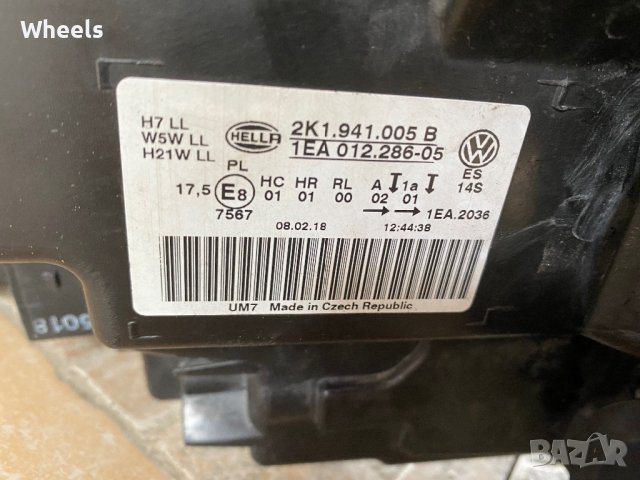 Wheels
H7 LL
W5W LL
H21W LL
HELLA
2K1.941.005 B
1EA 012.286-05
PL
17,5 E8
7567
HC HR RL A 1a
01 01 00 02 01
ES
14S
1EA.2036
08.02.18 12:44:38
UM7 Made in Czech Republic
5018
BAZAR